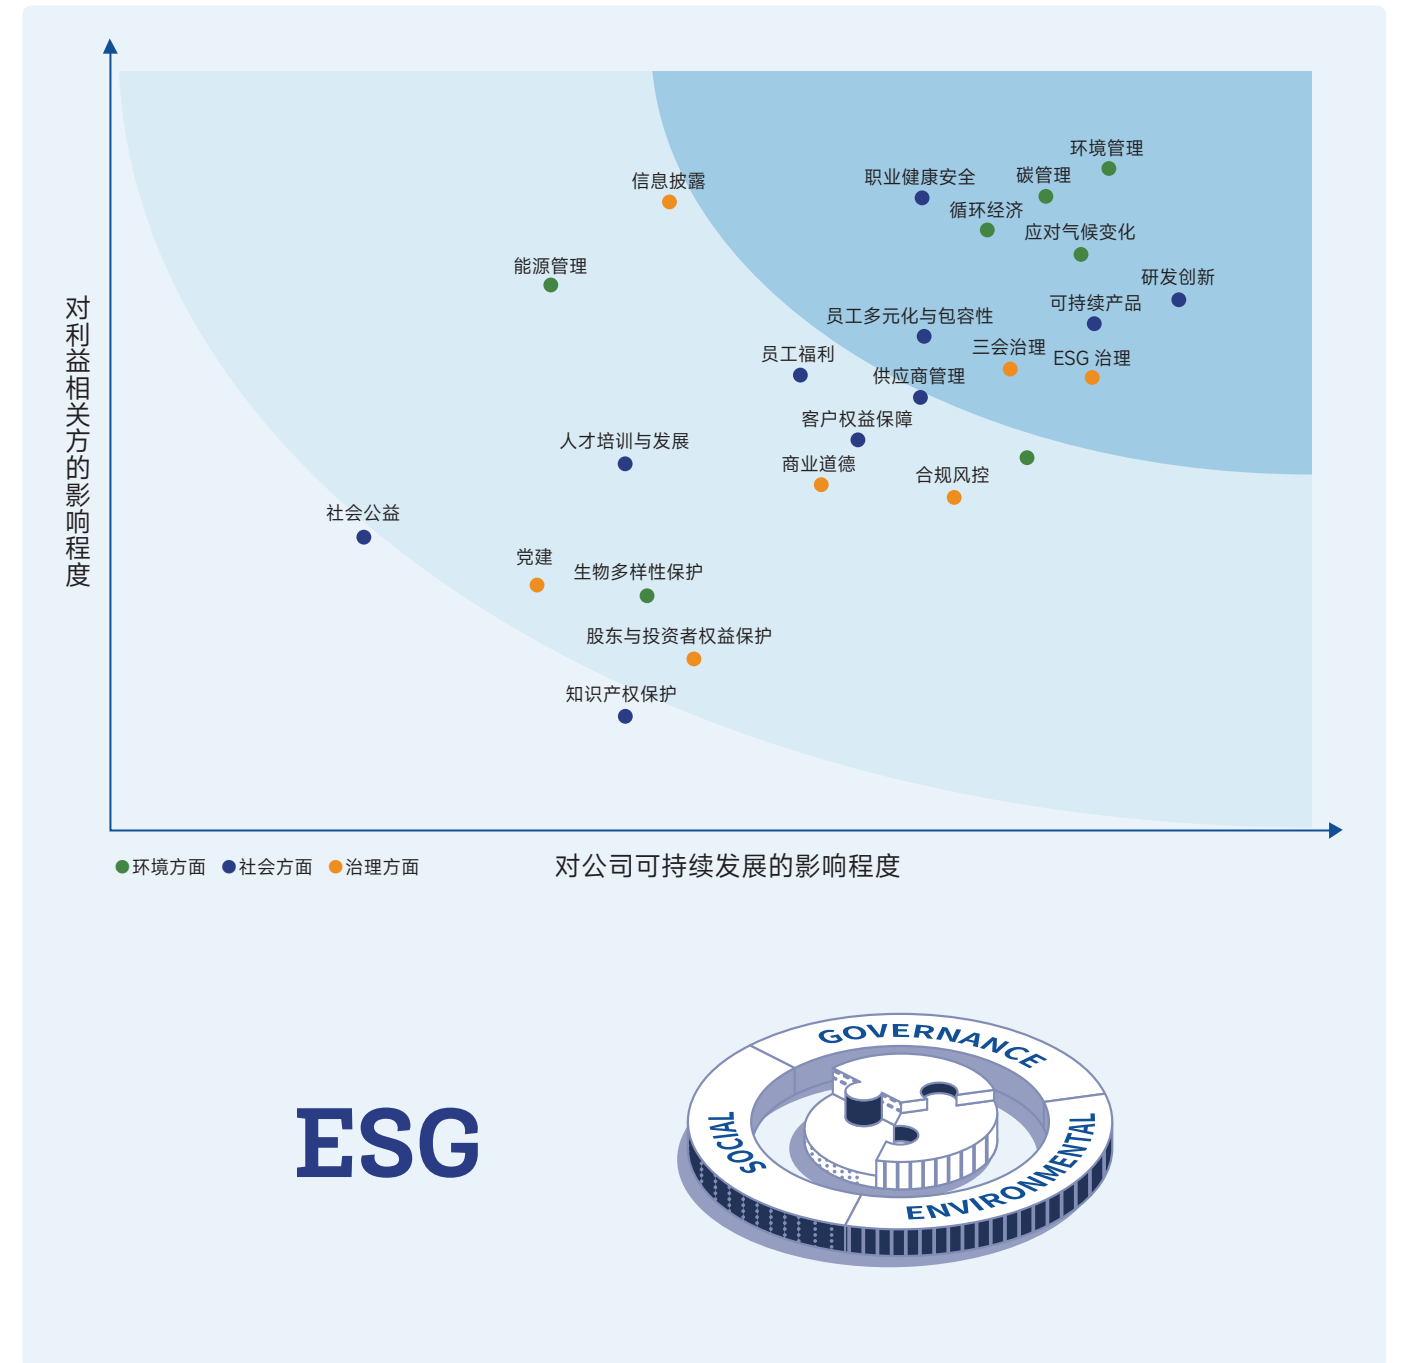 环境管理
碳管理
职业健康安全
信息披露
循环经济
应对气候变化
能源管理
研发创新
可持续产品
员工多元化与包容性
三会治理
员工福利
ESG 治理
供应商管理
客户权益保障
人才培训与发展
商业道德
合规风控
社会公益
党建
生物多样性保护
股东与投资者权益保护
知识产权保护
对利益相关方的影响程度
环境方面
社会方面
治理方面
对公司可持续发展的影响程度
ESG
GOVERNANCE
SOCIAL
ENVIRONMENTAL